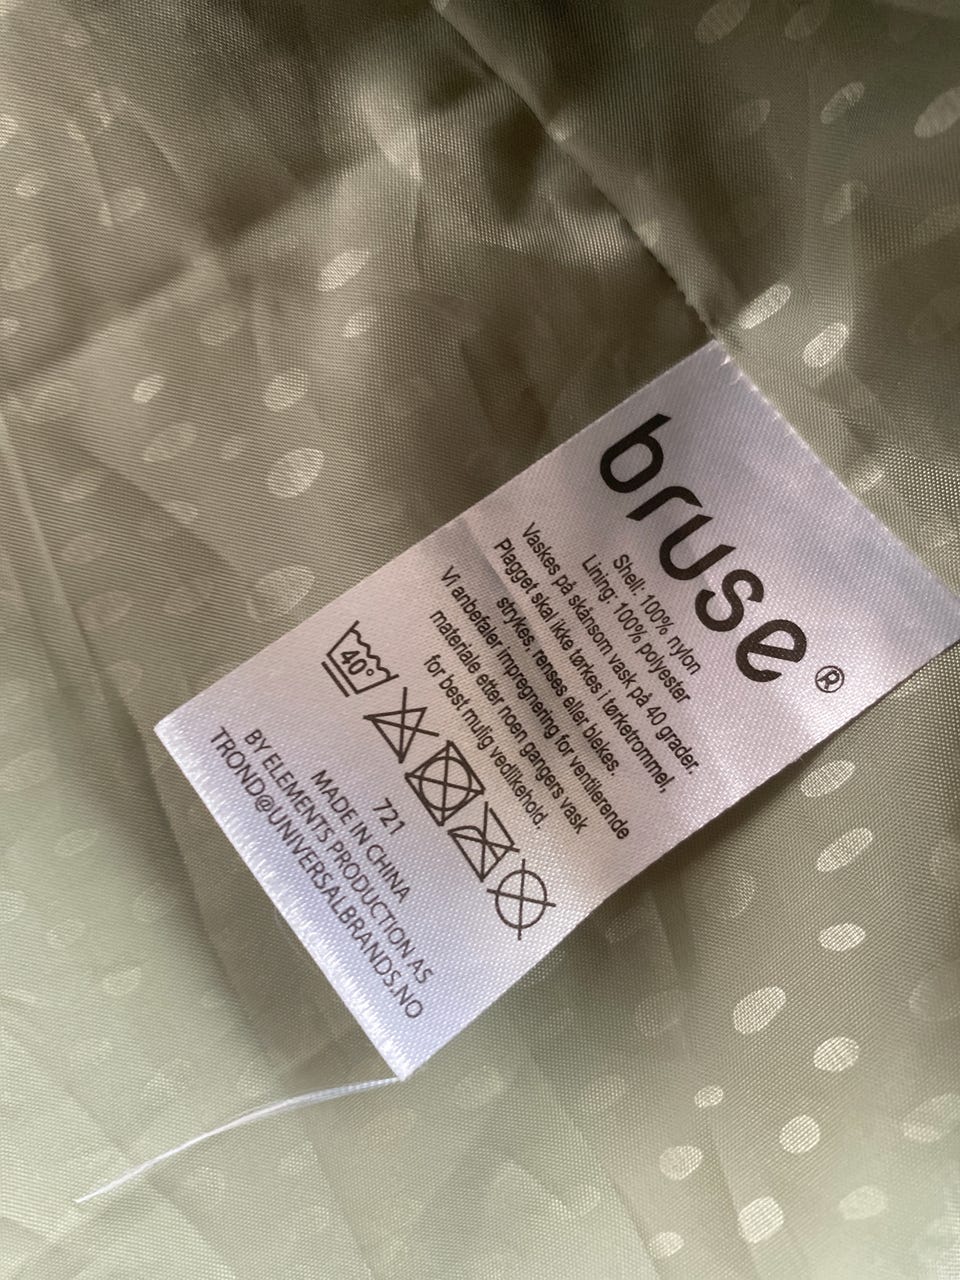 bruse®
Shell: 100% nylon
Lining: 100% polyester
Vaskes på skånsom vask på 40 grader.
Plagget skal ikke tørkes i tørketrommel,
strykes, renses eller blekes.
Vi anbefaler impregnering for ventilerende
materiale etter noen gangers vask
for best mulig vedlikehold.
40°
721
MADE IN CHINA
BY ELEMENTS PRODUCTION AS
TROND@UNIVERSALBRANDS.NO